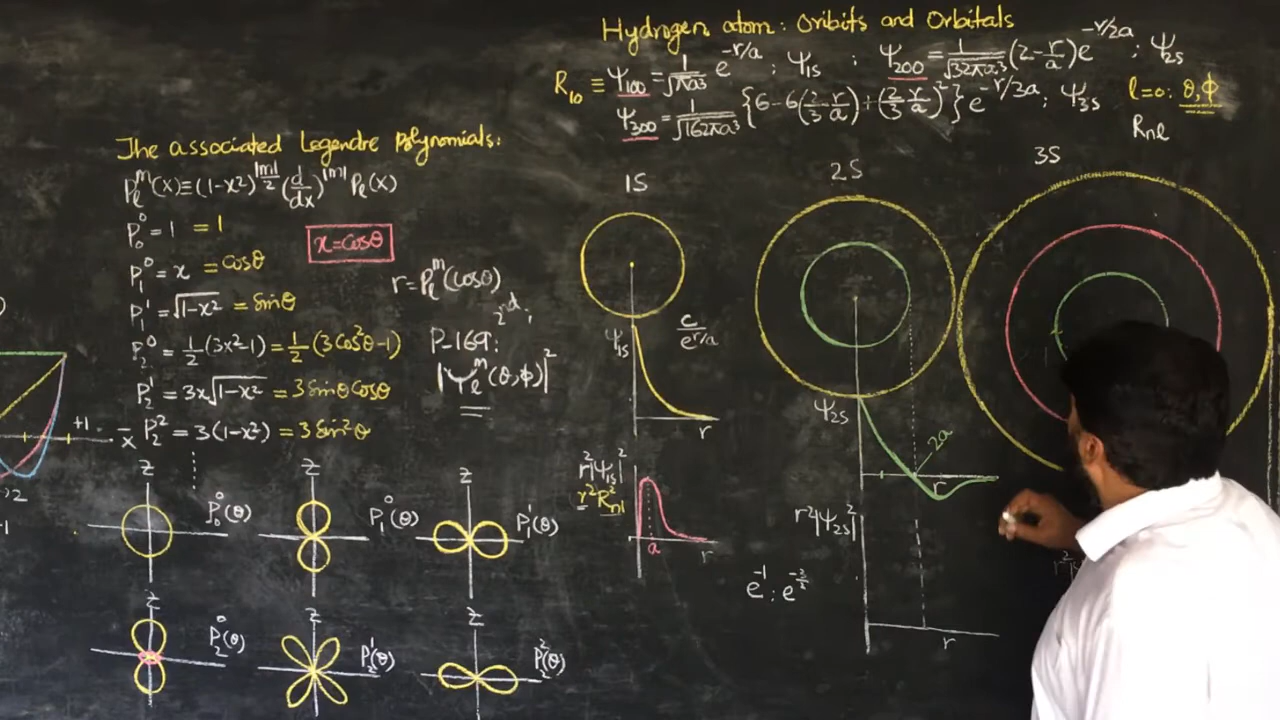 Hydrogen atom: Oribits and Orbitals
R₁₀ ≡ ψ₁₀₀ = 1/√πa³ e^(-r/a) ; ψ₁s ; ψ₂₀₀ = 1/√32πa³ (2 - r/a) e^(-r/2a) ; ψ₂s
ψ₃₀₀ = 1/√162πa³ {6 - 6(2/3 r/a) + (2/3 r/a)²} e^(-r/3a) ; ψ₃s
l=0: θ,ϕ
Rnl
The associated Legendre Polynomials:
Pₗᵐ(x) ≡ (1-x²)^(|m|/2) (d/dx)^|m| Pₗ(x)
P₀⁰ = 1 = 1
x = Cosθ
P₁⁰ = x = Cosθ
P₁¹ = √1-x² = Sinθ
P₂⁰ = 1/2 (3x²-1) = 1/2 (3Cos²θ-1)
P₂¹ = 3x√1-x² = 3SinθCosθ
P₂² = 3(1-x²) = 3Sin²θ
r = Pₗᵐ(Cosθ)
2nd;
P-169:
|Yₗᵐ(θ,ϕ)|²
+1
x
Z
P₀⁰(θ)
Z
P₁⁰(θ)
Z
P₁¹(θ)
Z
P₂⁰(θ)
Z
P₂¹(θ)
Z
P₂²(θ)
1S
2S
3S
ψ₁s
c/e^(r/a)
r
r²|ψ₁s|²
r²R²nl
a
r
ψ₂s
2a
r
r²|ψ₂s|²
r
e⁻¹ : e^(-3/2)